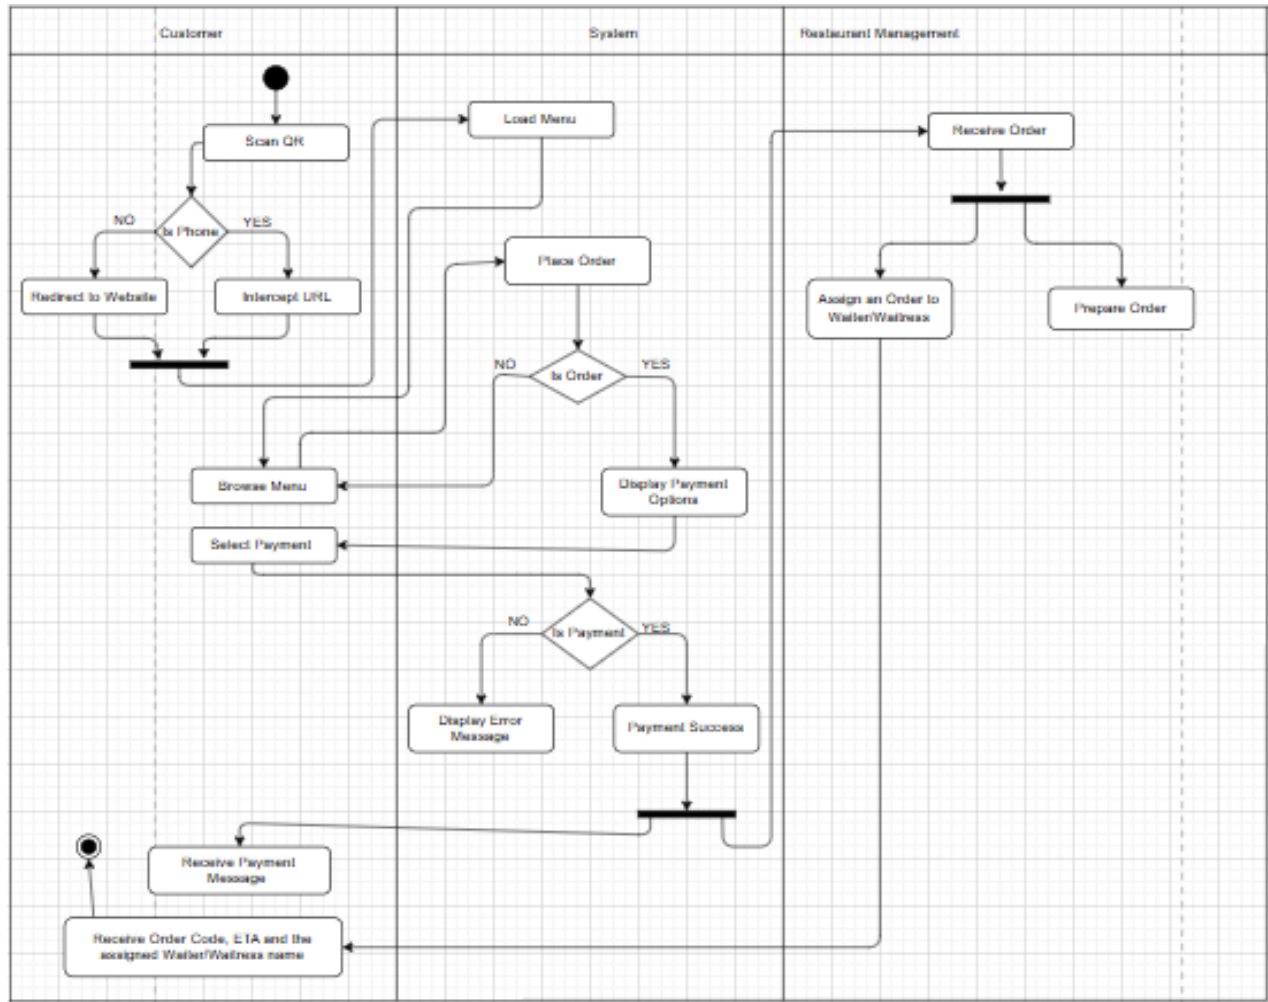 Customer
System
Restaurant Management
Scan QR
Load Menu
Receive Order
NO
Is Phone
YES
Redirect to Website
Intercept URL
Place Order
Assign an Order to
Waiter/Waitress
Prepare Order
NO
Is Order
YES
Browse Menu
Display Payment
Options
Select Payment
NO
Is Payment
YES
Display Error
Message
Payment Success
Receive Payment
Message
Receive Order Code, ETA and the
assigned Waiter/Waitress name